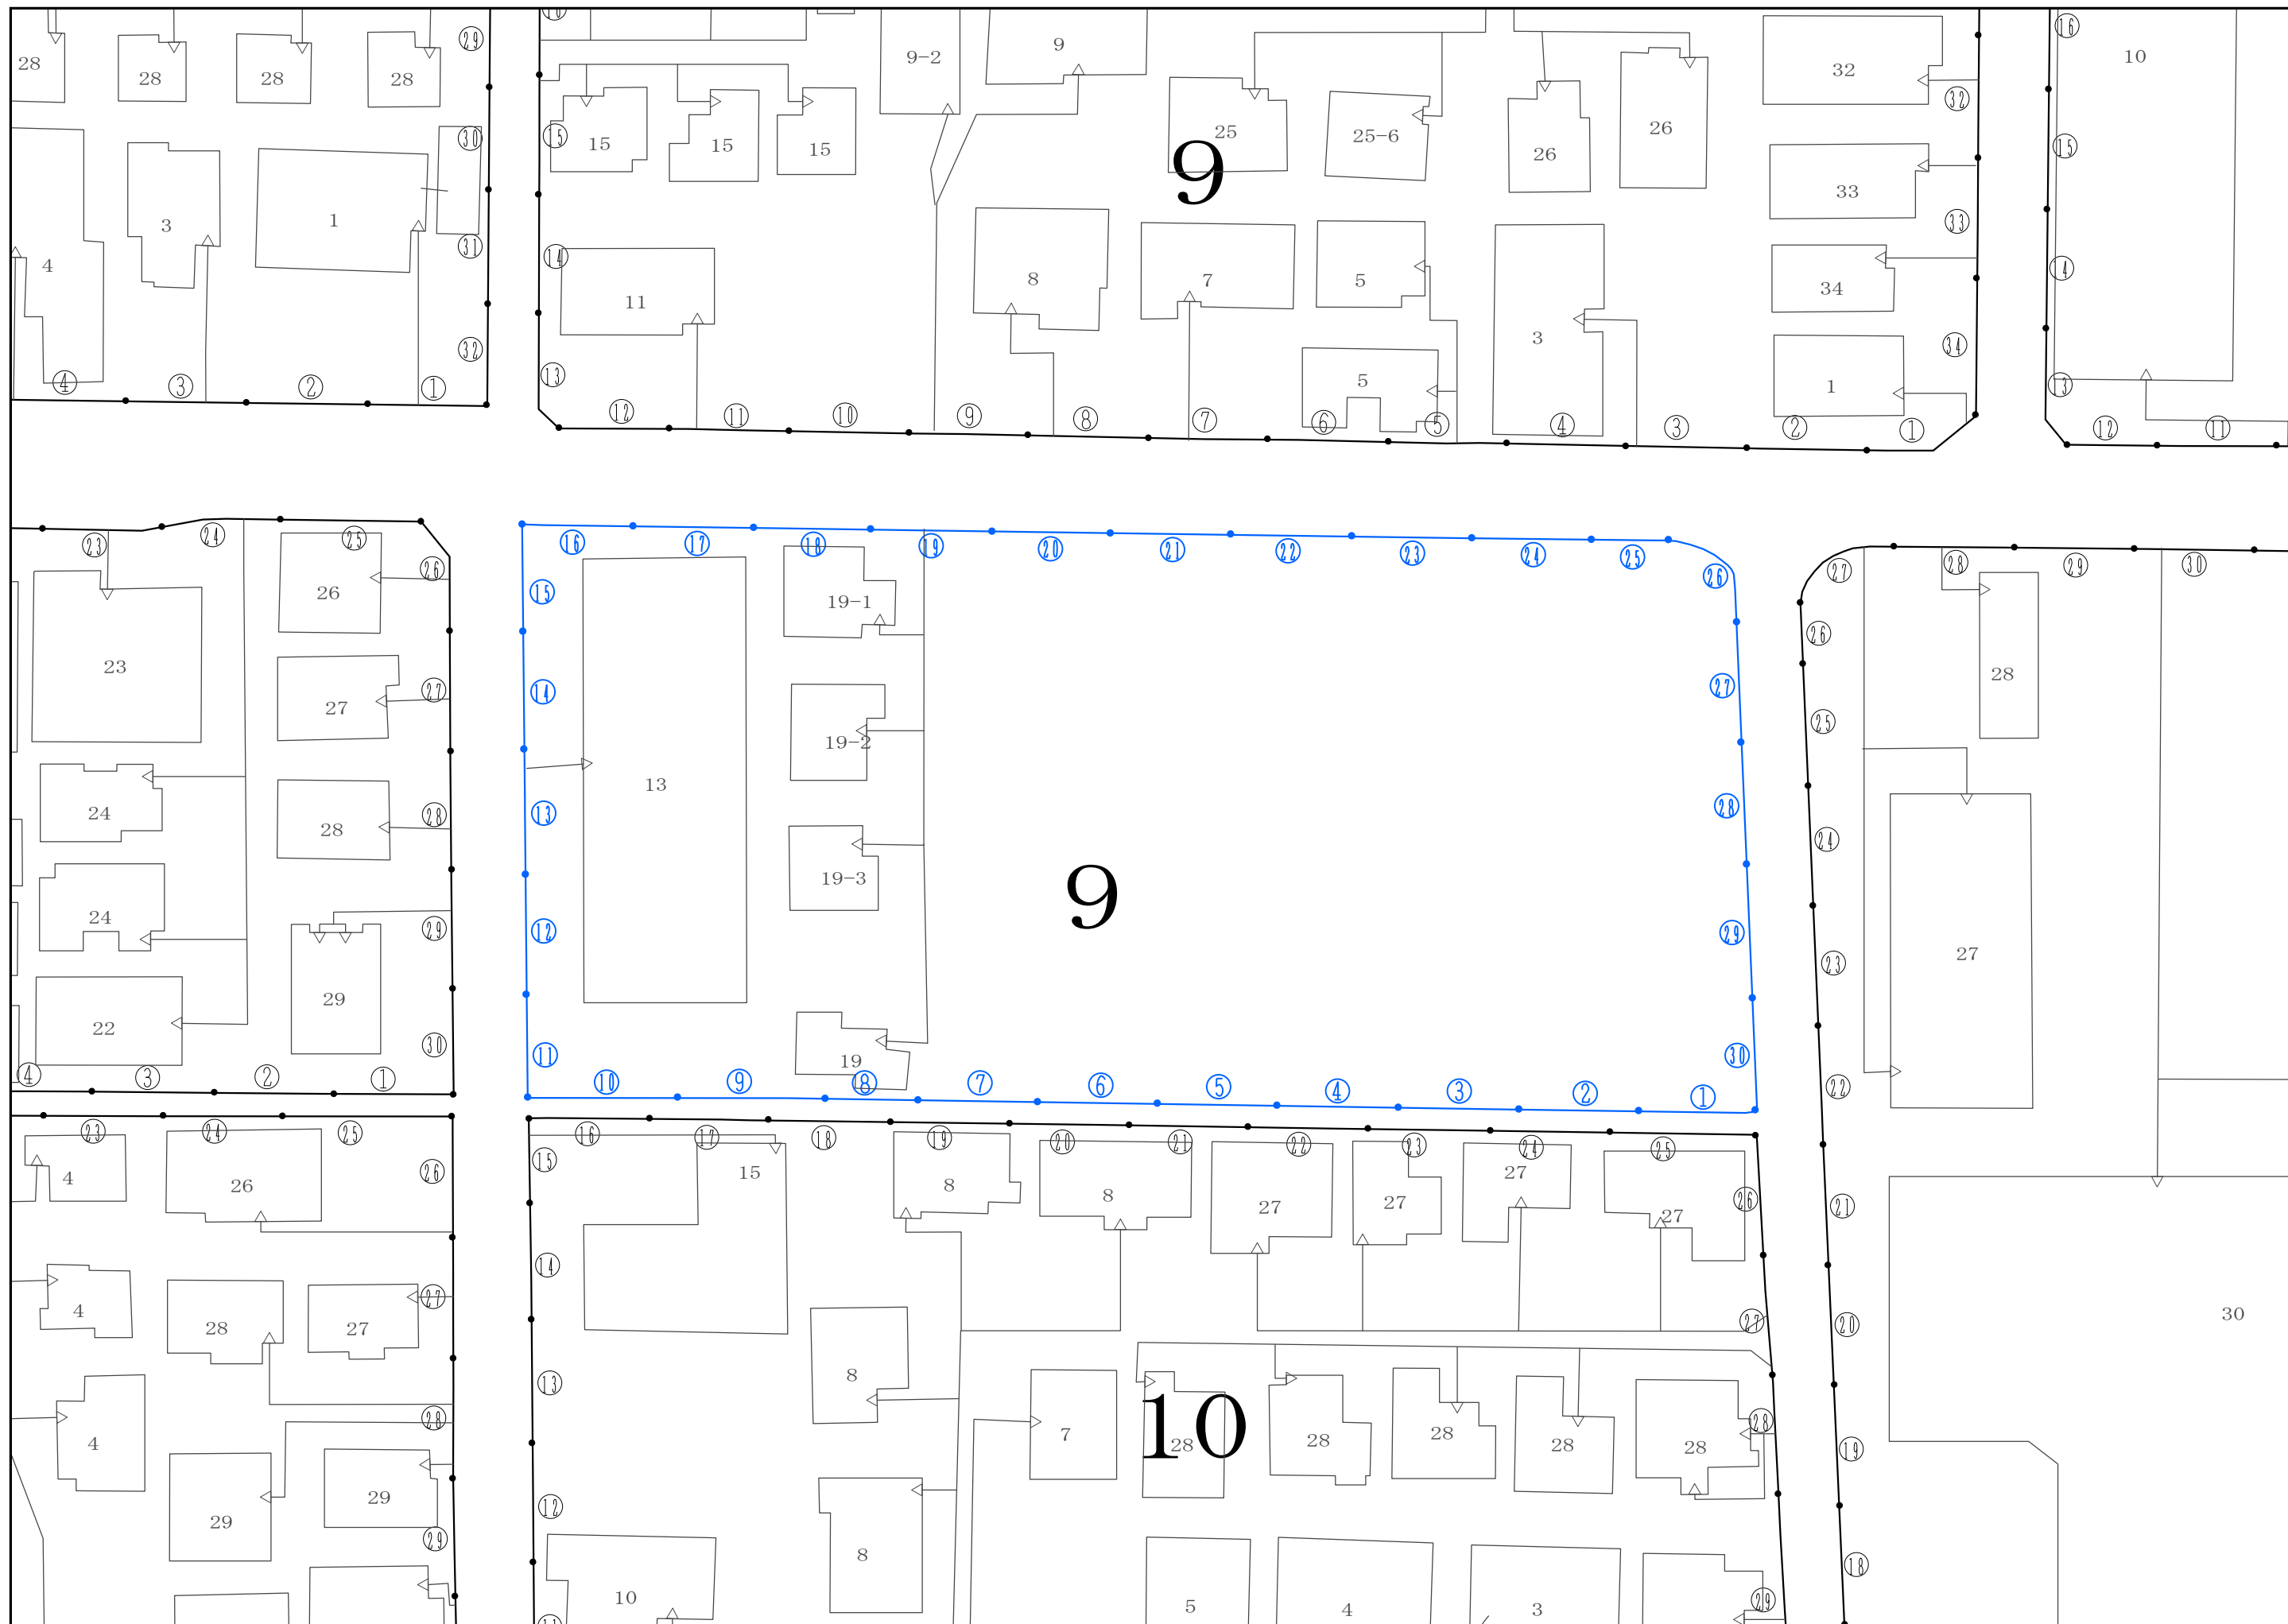 28 28 28 28 ㉙ 9-2 9 32 ⑯ 10
⑮ 15 15 15 25 25-6 26 26 ㉜ ⑮
㉚ 9
3 1 33 ㉝
4 ㉛ ⑭ 11 8 7 5 3 34 ⑭
④ ③ ② ① ㉜ ⑬ 5 1 ㉞ ⑬
⑫ ⑪ ⑩ ⑨ ⑧ ⑦ ⑥ ⑤ ④ ③ ② ① ⑫ ⑪
㉓ ㉔ ㉕ ⑯ ⑰ ⑱ ⑲ ⑳ ㉑ ㉒ ㉓ ㉔ ㉕ ㉖ ㉗ ㉘ ㉙ ㉚
26 ㉖ ⑮ 19-1 ㉖
23 27 ㉗ ⑭ 19-2 ㉗ ㉕ 28
24 28 ㉘ ⑬ 13 ㉘ ㉔
24 ㉙ ⑫ 19-3 9 ㉙ ㉓ 27
22 29 ㉚ ⑪ 19 ㉚
④ ③ ② ① ⑩ ⑨ ⑧ ⑦ ⑥ ⑤ ④ ③ ② ① ㉒
㉓ ㉔ ㉕ ⑯ ⑰ ⑱ ⑲ ⑳ ㉑ ㉒ ㉓ ㉔ ㉕
4 26 ㉖ ⑮ 15 8 8 27 27 27 27 ㉖ ㉑
⑭
4 28 27 ㉗ ⑬ 8 ㉗ ⑳ 30
4 ㉘ 7 10 28 28 28 28 28 ㉘ ⑲
29 29 ㉙ ⑫ 8 ⑱
10 5 4 3 ㉙